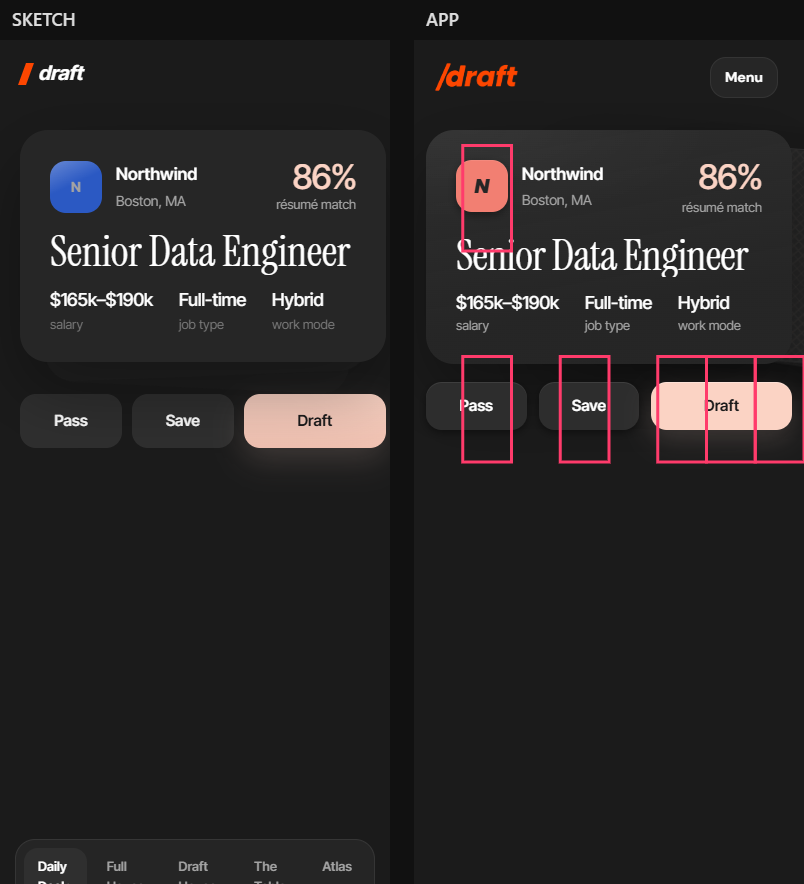 SKETCH
APP
draft
/draft
Menu
N
Northwind
Boston, MA
86%
résumé match
Senior Data Engineer
$165k–$190k
Full-time
Hybrid
salary
job type
work mode
Pass
Save
Draft
N
Northwind
Boston, MA
86%
résumé match
Senior Data Engineer
$165k–$190k
Full-time
Hybrid
salary
job type
work mode
Pass
Save
Draft
Daily
Full
Draft
The
Atlas